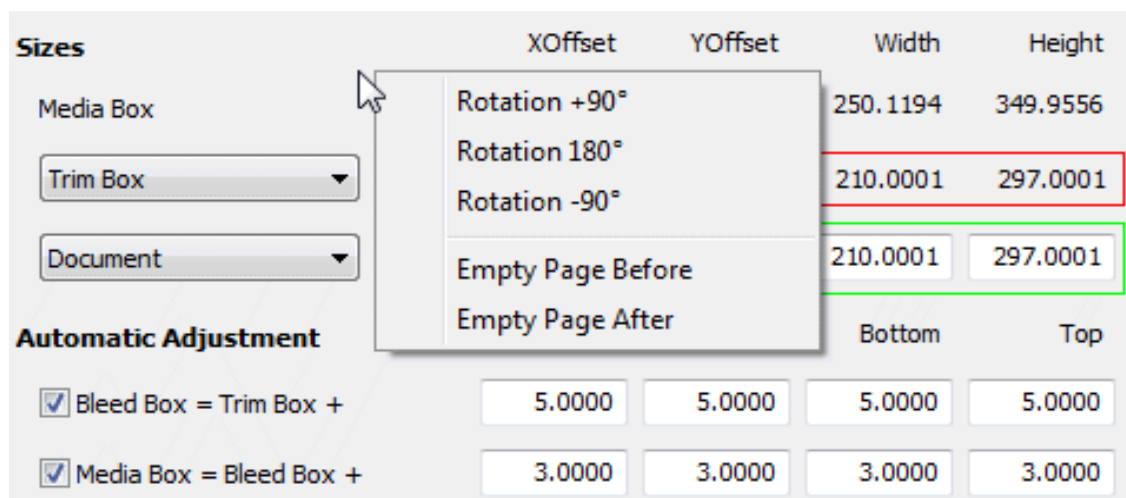 Sizes XOffset YOffset Width Height
Media Box 250.1194 349.9556
Rotation +90°
Rotation 180°
Trim Box 210.0001 297.0001
Rotation -90°
Document 210.0001 297.0001
Empty Page Before
Empty Page After
Automatic Adjustment Bottom Top
Bleed Box = Trim Box + 5.0000 5.0000 5.0000 5.0000
Media Box = Bleed Box + 3.0000 3.0000 3.0000 3.0000